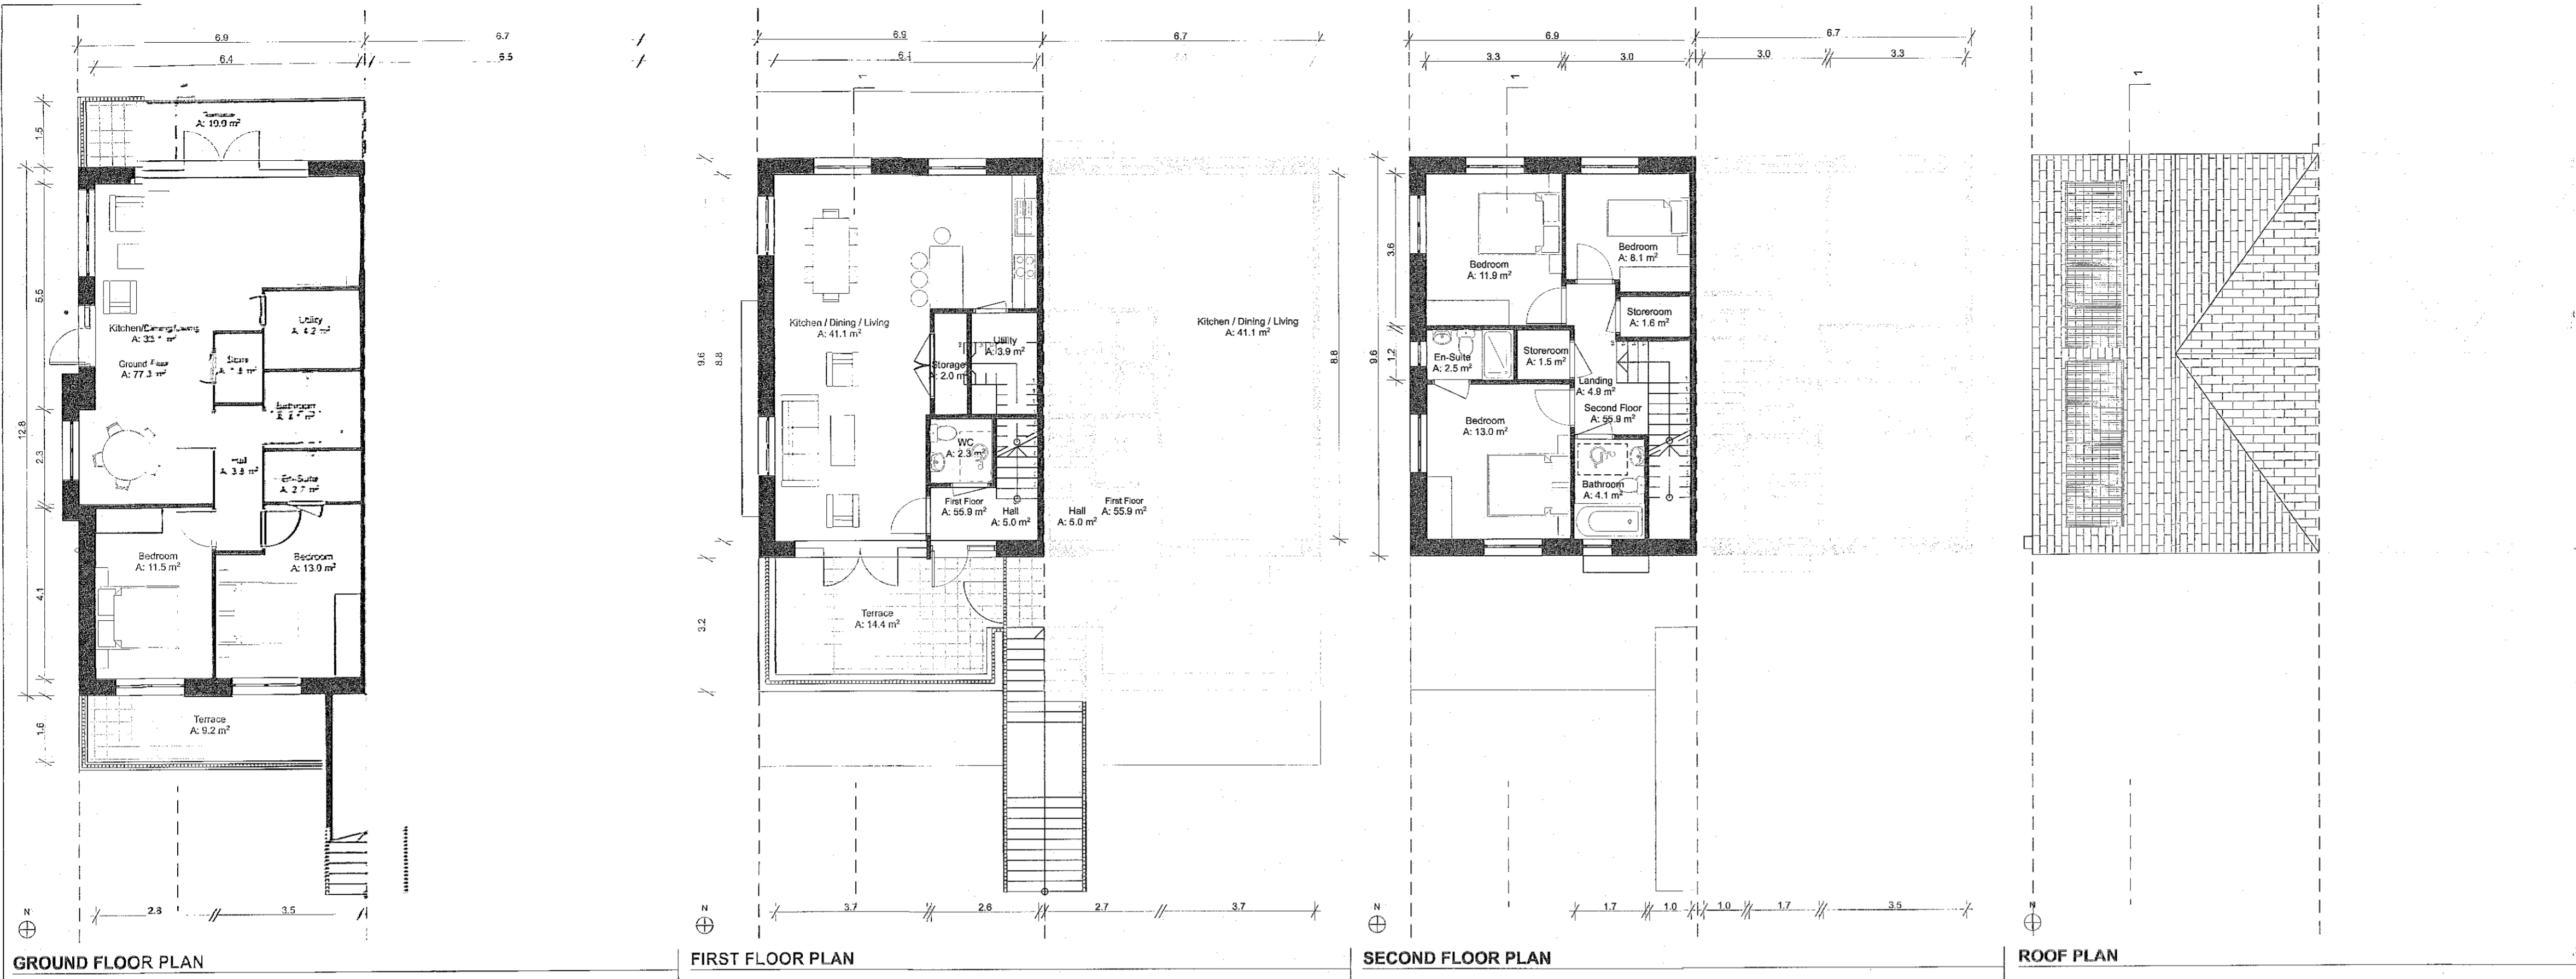 6.9
6.7
6.4
6.5
1.5
A: 10.0 m²
12.8
5.5
2.3
4.1
1.6
Kitchen/Dining/Living
Ground Floor
A: 77.3 m²
Utility
A: 4.2 m²
Store
Bathroom
Hall
En-Suite
A: 2.7 m²
Bedroom
A: 11.5 m²
Bedroom
A: 13.0 m²
Terrace
A: 9.2 m²
3.5
N
GROUND FLOOR PLAN
6.9
6.7
6.4
1
9.6
8.8
3.2
8.8
Kitchen / Dining / Living
A: 41.1 m²
Kitchen / Dining / Living
A: 41.1 m²
Utility
A: 3.9 m²
Storage
A: 2.0 m²
WC
A: 2.3 m²
First Floor
A: 55.9 m²
Hall
A: 5.0 m²
Hall
A: 5.0 m²
First Floor
A: 55.9 m²
Terrace
A: 14.4 m²
3.7
2.6
2.7
3.7
N
FIRST FLOOR PLAN
6.9
6.7
3.3
3.0
3.0
3.3
1
3.6
9.6
1.2
Bedroom
A: 11.9 m²
Bedroom
A: 8.1 m²
Storeroom
A: 1.6 m²
En-Suite
A: 2.5 m²
Storeroom
A: 1.5 m²
Landing
A: 4.9 m²
Second Floor
A: 55.9 m²
Bedroom
A: 13.0 m²
Bathroom
A: 4.1 m²
1.7
1.0
1.0
1.7
3.5
N
SECOND FLOOR PLAN
1
N
ROOF PLAN